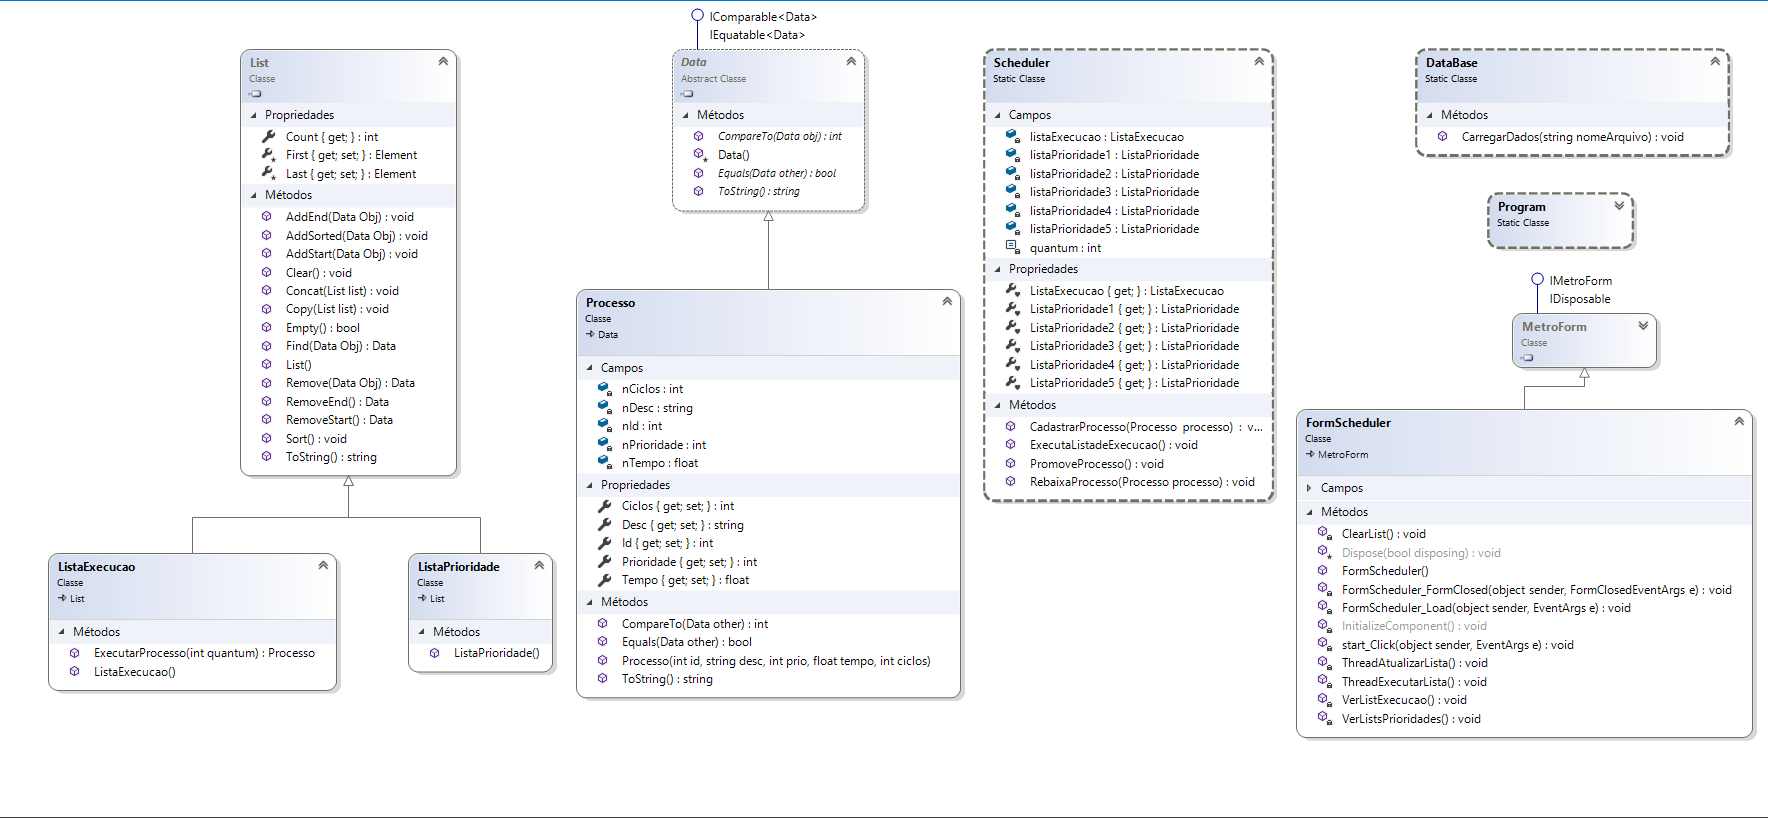 IComparable<Data>
IEquatable<Data>
List
Classe
Propriedades
Count { get; } : int
First { get; set; } : Element
Last { get; set; } : Element
Métodos
AddEnd(Data Obj) : void
AddSorted(Data Obj) : void
AddStart(Data Obj) : void
Clear() : void
Concat(List list) : void
Copy(List list) : void
Empty() : bool
Find(Data Obj) : Data
List()
Remove(Data Obj) : Data
RemoveEnd() : Data
RemoveStart() : Data
Sort() : void
ToString() : string
ListaExecucao
Classe
List
Métodos
ExecutarProcesso(int quantum) : Processo
ListaExecucao()
ListaPrioridade
Classe
List
Métodos
ListaPrioridade()
Data
Abstract Classe
Métodos
CompareTo(Data obj) : int
Data()
Equals(Data other) : bool
ToString() : string
Processo
Classe
Data
Campos
nCiclos : int
nDesc : string
nId : int
nPrioridade : int
nTempo : float
Propriedades
Ciclos { get; set; } : int
Desc { get; set; } : string
Id { get; set; } : int
Prioridade { get; set; } : int
Tempo { get; set; } : float
Métodos
CompareTo(Data other) : int
Equals(Data other) : bool
Processo(int id, string desc, int prio, float tempo, int ciclos)
ToString() : string
Scheduler
Static Classe
Campos
listaExecucao : ListaExecucao
listaPrioridade1 : ListaPrioridade
listaPrioridade2 : ListaPrioridade
listaPrioridade3 : ListaPrioridade
listaPrioridade4 : ListaPrioridade
listaPrioridade5 : ListaPrioridade
quantum : int
Propriedades
ListaExecucao { get; } : ListaExecucao
ListaPrioridade1 { get; } : ListaPrioridade
ListaPrioridade2 { get; } : ListaPrioridade
ListaPrioridade3 { get; } : ListaPrioridade
ListaPrioridade4 { get; } : ListaPrioridade
ListaPrioridade5 { get; } : ListaPrioridade
Métodos
CadastrarProcesso(Processo processo) : v...
ExecutaListadeExecucao() : void
PromoveProcesso() : void
RebaixaProcesso(Processo processo) : void
DataBase
Static Classe
Métodos
CarregarDados(string nomeArquivo) : void
Program
Static Classe
IMetroForm
IDisposable
MetroForm
Classe
FormScheduler
Classe
MetroForm
Campos
Métodos
ClearList() : void
Dispose(bool disposing) : void
FormScheduler()
FormScheduler_FormClosed(object sender, FormClosedEventArgs e) : void
FormScheduler_Load(object sender, EventArgs e) : void
InitializeComponent() : void
start_Click(object sender, EventArgs e) : void
ThreadAtualizarLista() : void
ThreadExecutarLista() : void
VerListExecucao() : void
VerListsPrioridades() : void